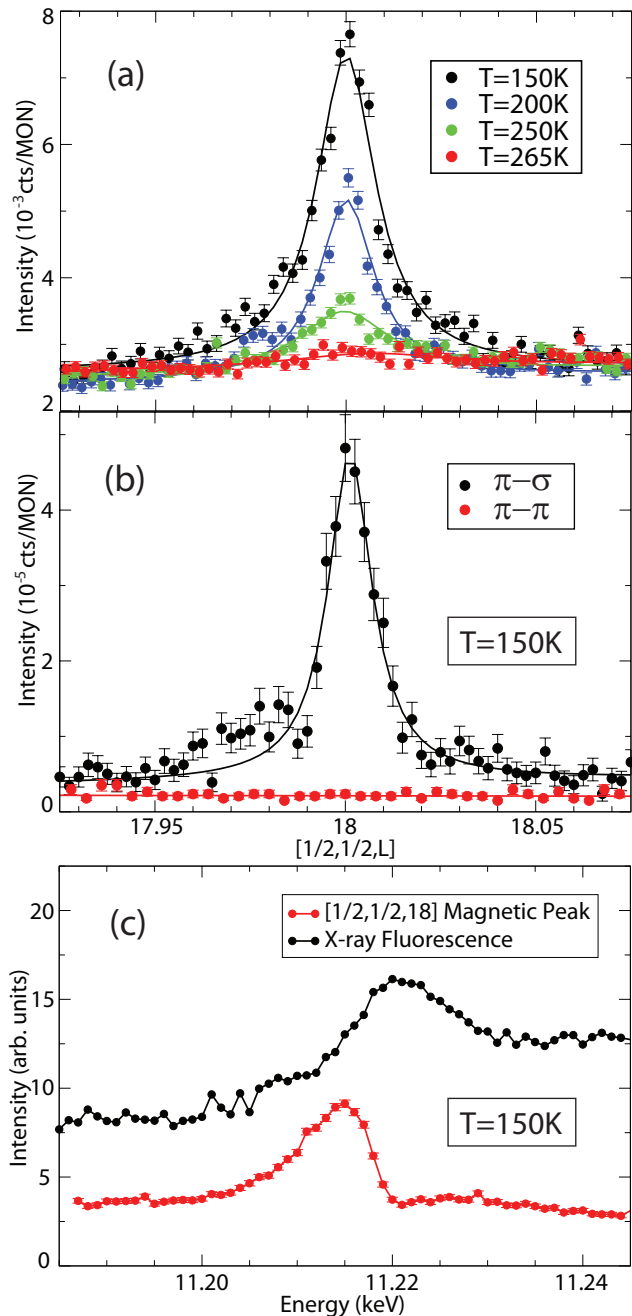 (a)
T=150K
T=200K
T=250K
T=265K
8
6
4
2
Intensity (10⁻³cts/MON)
(b)
π−σ
π−π
T=150K
4
2
0
Intensity (10⁻⁵ cts/MON)
17.95 18 18.05
[1/2,1/2,L]
(c)
[1/2,1/2,18] Magnetic Peak
X-ray Fluorescence
T=150K
20
15
10
5
0
Intensity (arb. units)
11.20 11.22 11.24
Energy (keV)